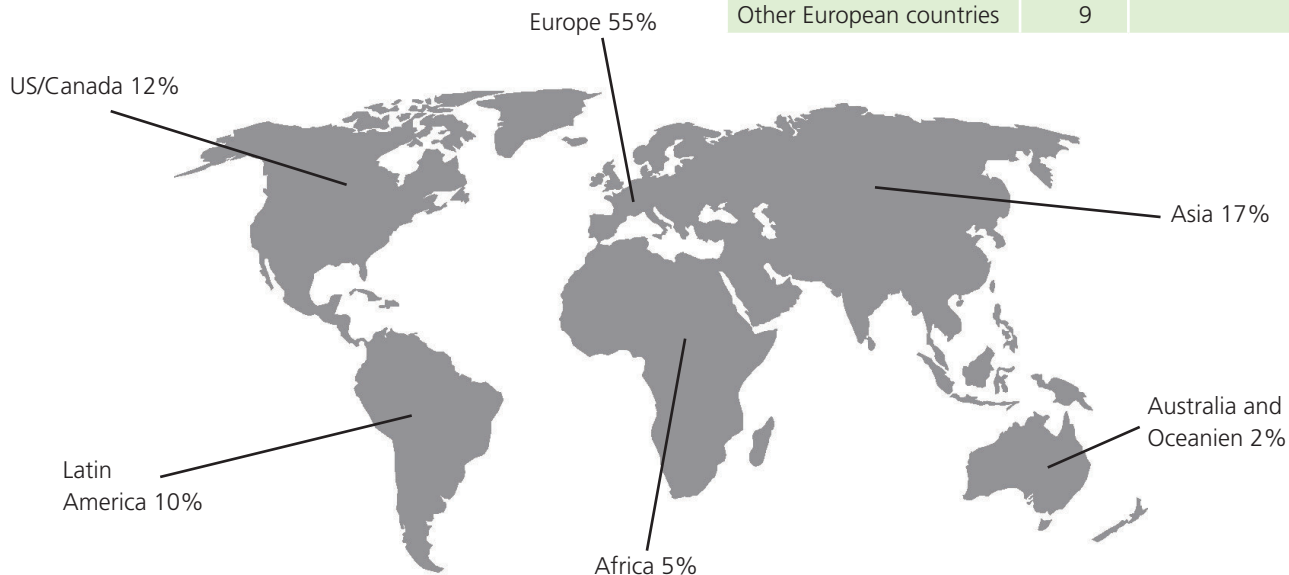 Other European countries 9
Europe 55%
US/Canada 12%
Asia 17%
Australia and
Oceanien 2%
Latin
America 10%
Africa 5%